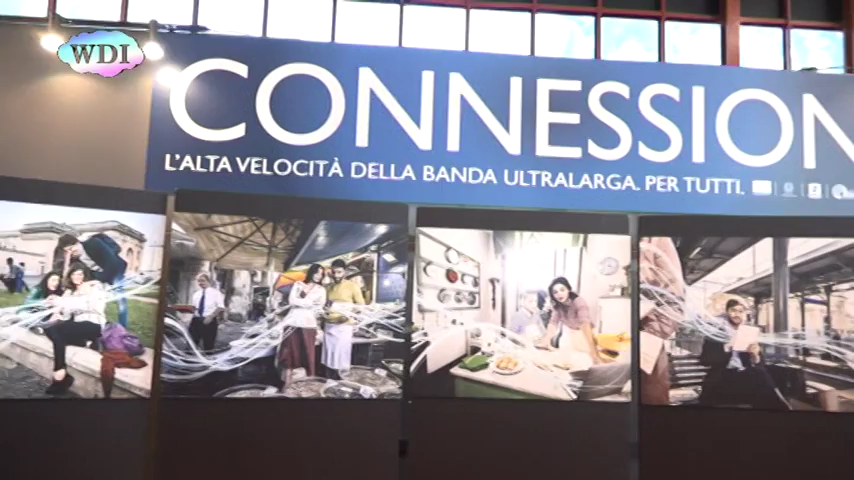 WDI
CONNESSION
L'ALTA VELOCITÀ DELLA BANDA ULTRALARGA. PER TUTTI.